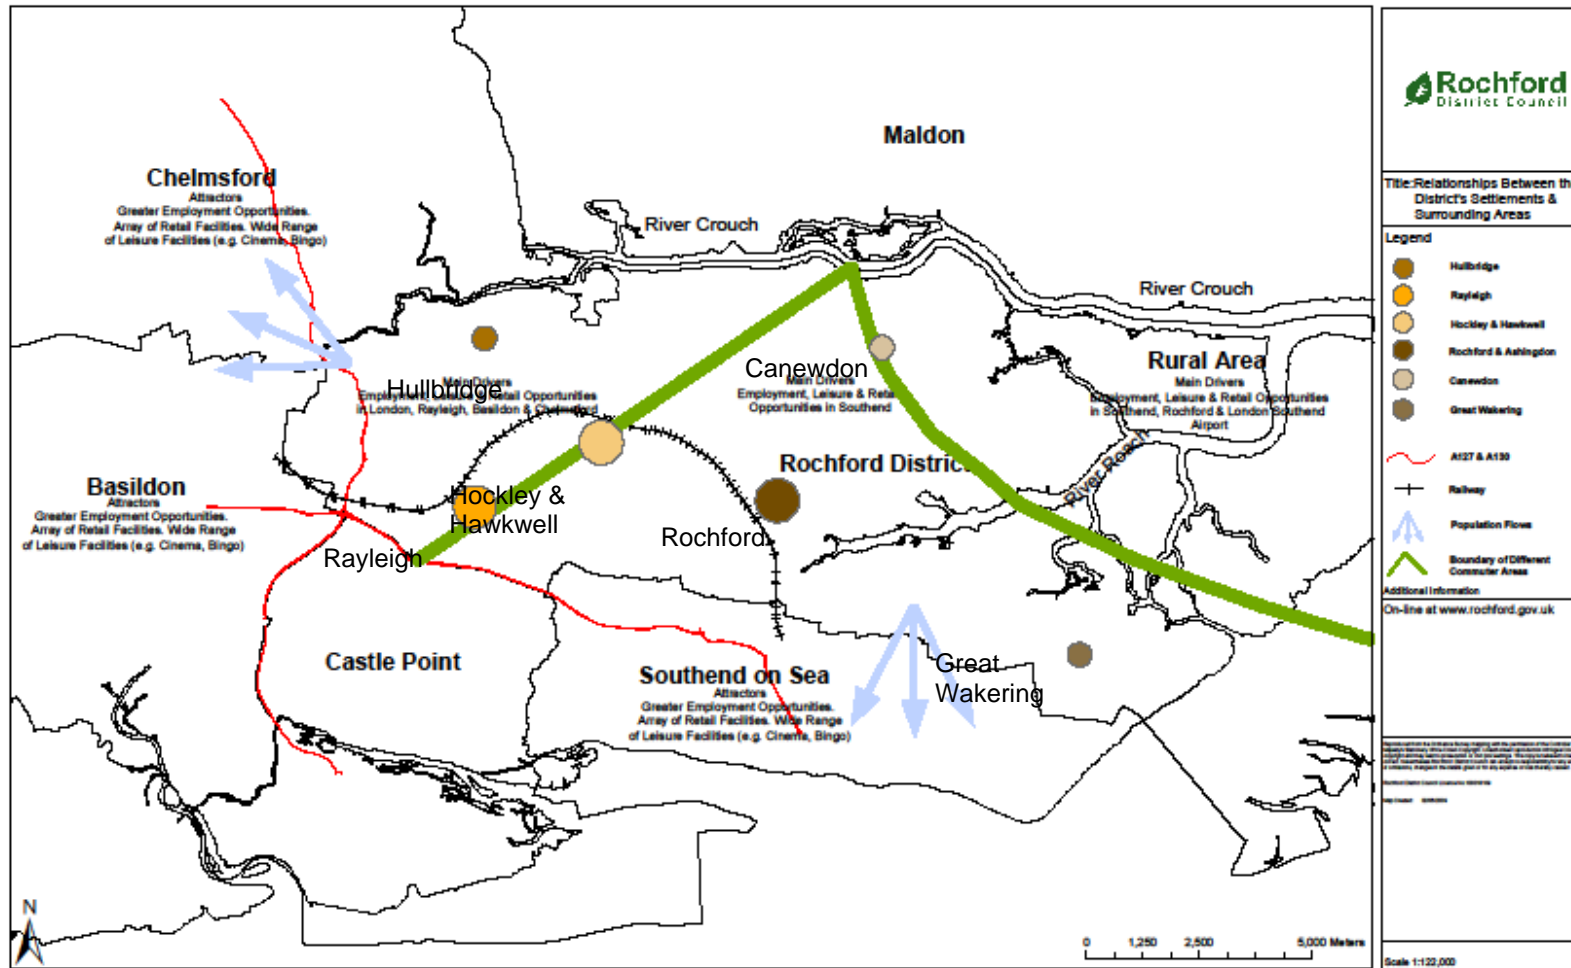 Maldon
Chelmsford
Attractors
Greater Employment Opportunities.
Array of Retail Facilities. Wide Range
of Leisure Facilities (e.g. Cinema, Bingo)
River Crouch
River Crouch
Canewdon
Main Drivers
Employment, Leisure & Retail
Opportunities in Southend
Rural Area
Main Drivers
Employment, Leisure & Retail Opportunities
in Southend, Rochford & London Southend
Airport
Hullbridge
Main Drivers
Employment, Leisure & Retail Opportunities
in London, Rayleigh, Basildon & Chelmsford
River Roach
Rochford District
Basildon
Attractors
Greater Employment Opportunities.
Array of Retail Facilities. Wide Range
of Leisure Facilities (e.g. Cinema, Bingo)
Hockley &
Hawkwell
Rochford
Rayleigh
Castle Point
Southend on Sea
Attractors
Greater Employment Opportunities.
Array of Retail Facilities. Wide Range
of Leisure Facilities (e.g. Cinema, Bingo)
Great
Wakering
N
0 1,250 2,500 5,000 Meters
Rochford
District Council
Title:Relationships Between th
District's Settlements &
Surrounding Areas
Legend
Hullbridge
Rayleigh
Hockley & Hawkwell
Rochford & Ashingdon
Canewdon
Great Wakering
A127 & A130
Railway
Population Flows
Boundary of Different
Commuter Areas
Additional Information
On-line at www.rochford.gov.uk
Scale 1:122,000